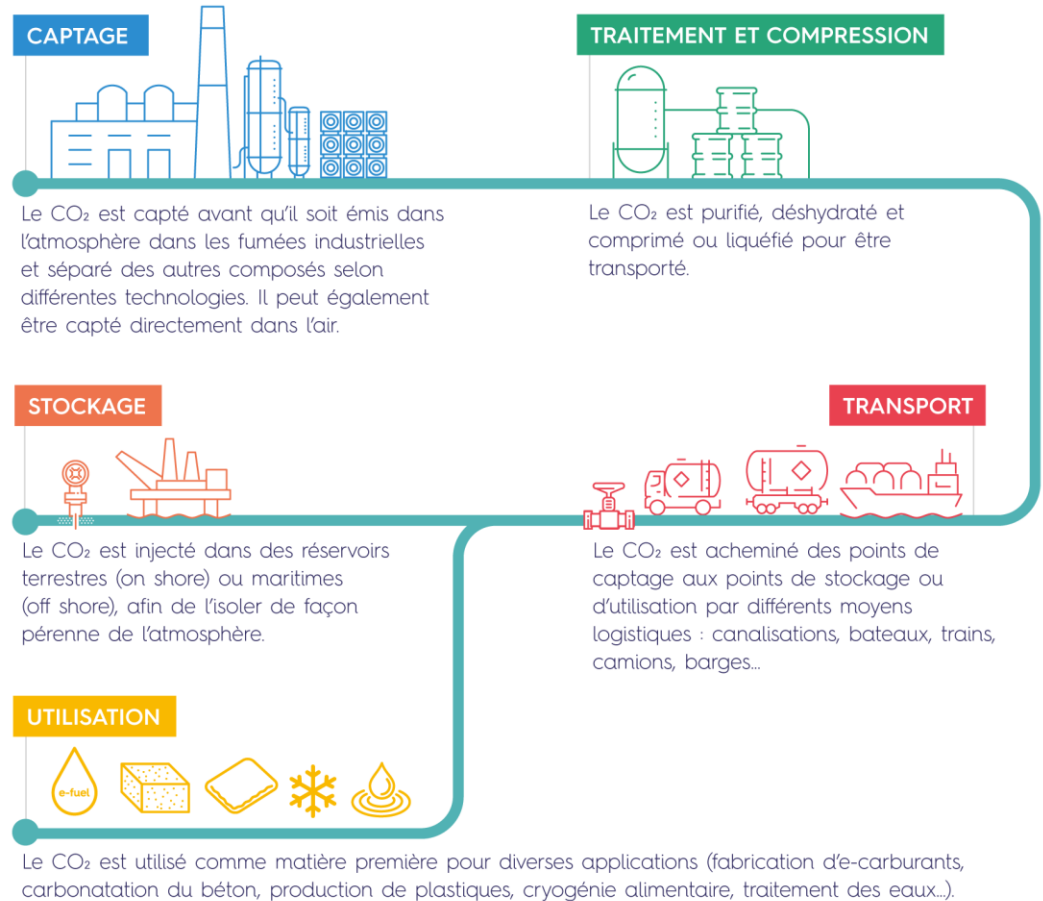 CAPTAGE
Le CO₂ est capté avant qu’il soit émis dans
l’atmosphère dans les fumées industrielles
et séparé des autres composés selon
différentes technologies. Il peut également
être capté directement dans l’air.
TRAITEMENT ET COMPRESSION
Le CO₂ est purifié, déshydraté et
comprimé ou liquéfié pour être
transporté.
TRANSPORT
Le CO₂ est acheminé des points de
captage aux points de stockage ou
d’utilisation par différents moyens
logistiques : canalisations, bateaux, trains,
camions, barges...
STOCKAGE
Le CO₂ est injecté dans des réservoirs
terrestres (on shore) ou maritimes
(off shore), afin de l’isoler de façon
pérenne de l’atmosphère.
UTILISATION
e-fuel
Le CO₂ est utilisé comme matière première pour diverses applications (fabrication d’e-carburants,
carbonatation du béton, production de plastiques, cryogénie alimentaire, traitement des eaux...).